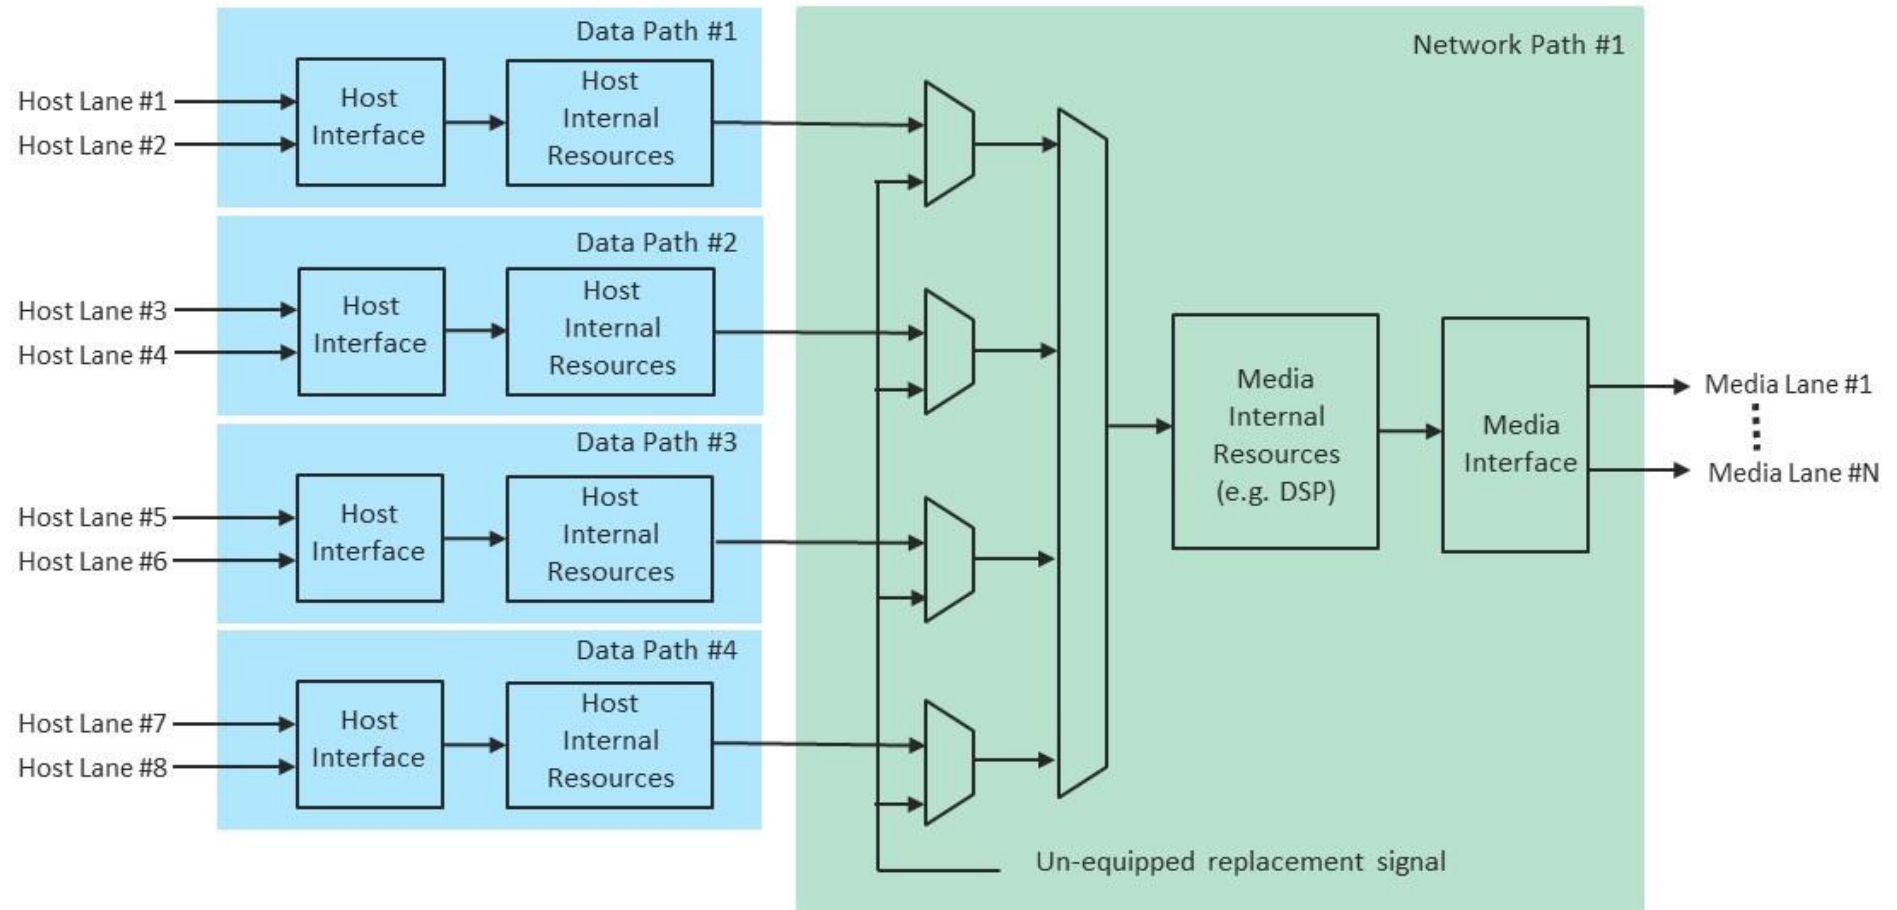 Data Path #1
Host Lane #1
Host Lane #2
Host
Interface
Host
Internal
Resources
Data Path #2
Host Lane #3
Host Lane #4
Host
Interface
Host
Internal
Resources
Data Path #3
Host Lane #5
Host Lane #6
Host
Interface
Host
Internal
Resources
Data Path #4
Host Lane #7
Host Lane #8
Host
Interface
Host
Internal
Resources
Network Path #1
Media
Internal
Resources
(e.g. DSP)
Media
Interface
Media Lane #1
Media Lane #N
Un-equipped replacement signal